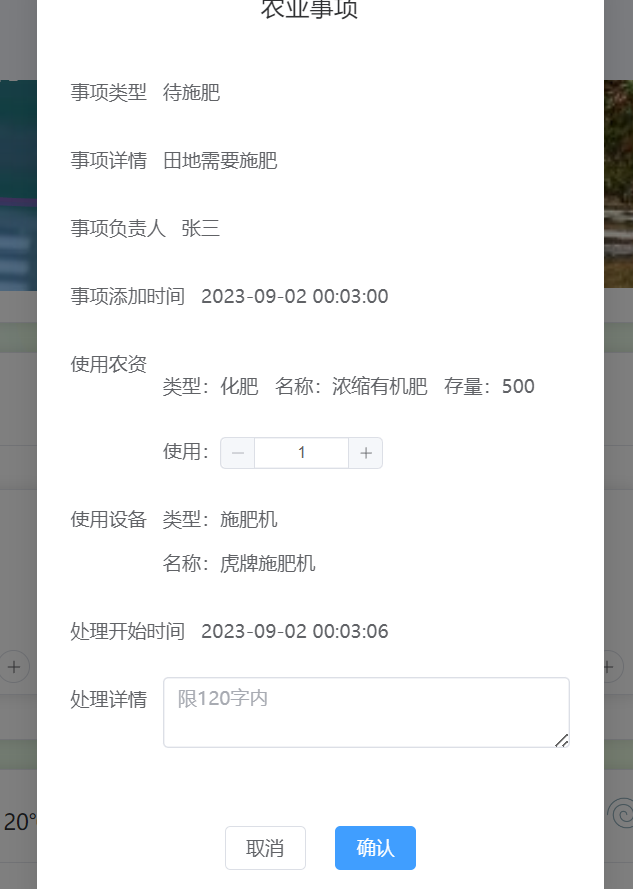 农业事项
事项类型 待施肥
事项详情 田地需要施肥
事项负责人 张三
事项添加时间 2023-09-02 00:03:00
使用农资
类型：化肥 名称：浓缩有机肥 存量：500
使用： 1
使用设备 类型：施肥机
名称：虎牌施肥机
处理开始时间 2023-09-02 00:03:06
处理详情 限120字内
20°
取消 确认